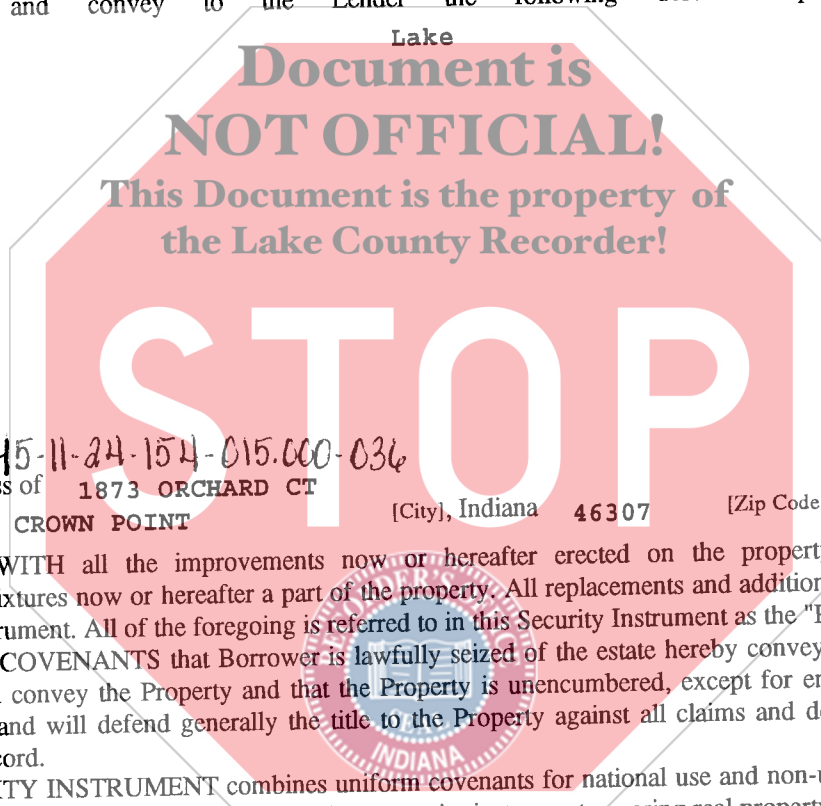 and convey to the Lender the following
Lake
Document is
NOT OFFICIAL!
This Document is the property of
the Lake County Recorder!
STOP
45-11-24-154-015.000-036
ss of 1873 ORCHARD CT
CROWN POINT [City], Indiana 46307 [Zip Code
WITH all the improvements now or hereafter erected on the property
ixtures now or hereafter a part of the property. All replacements and addition
rument. All of the foregoing is referred to in this Security Instrument as the "P
COVENANTS that Borrower is lawfully seized of the estate hereby convey
convey the Property and that the Property is unencumbered, except for en
and will defend generally the title to the Property against all claims and de
cord.
ITY INSTRUMENT combines uniform covenants for national use and non-u
RECORDER'S
SEAL
INDIANA